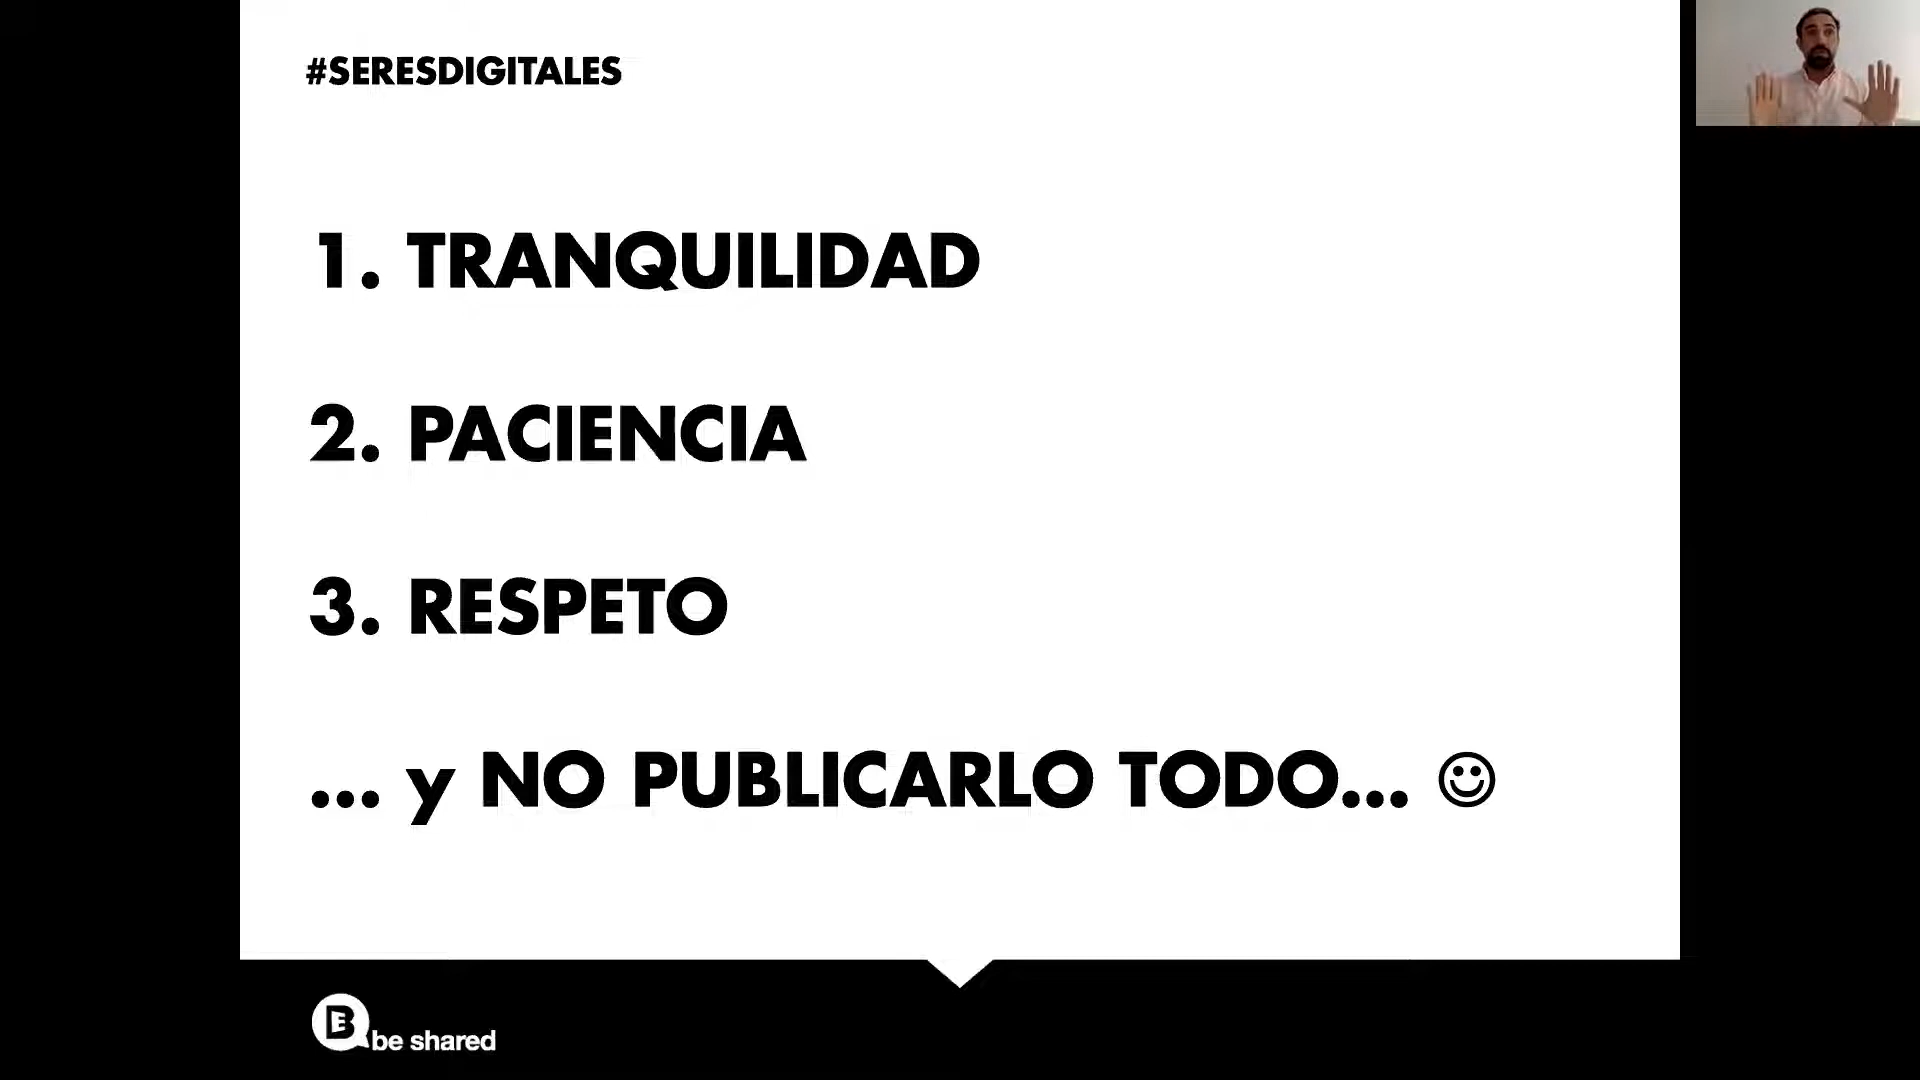 #SERESDIGITALES
1. TRANQUILIDAD
2. PACIENCIA
3. RESPETO
... y NO PUBLICARLO TODO... ☺
be shared